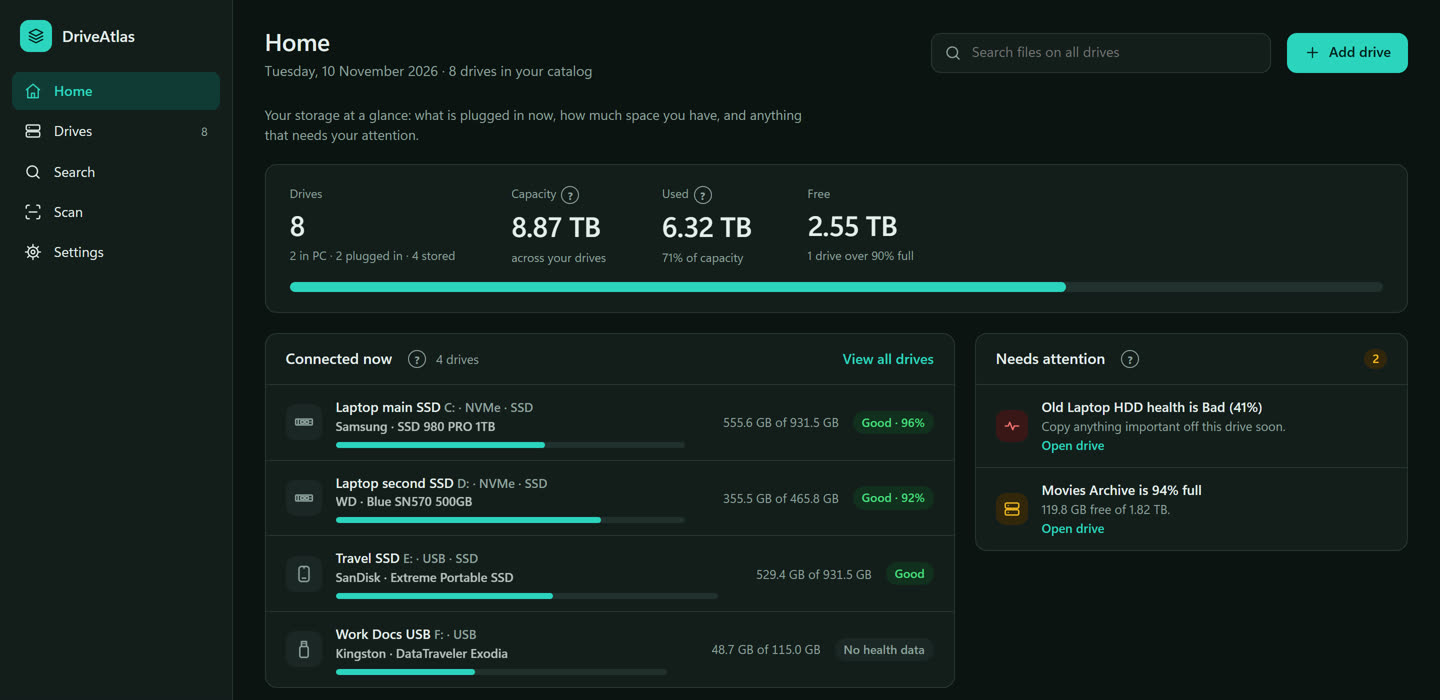 DriveAtlas
Home
Drives 8
Search
Scan
Settings
Home
Tuesday, 10 November 2026 · 8 drives in your catalog
Search files on all drives
Add drive
Your storage at a glance: what is plugged in now, how much space you have, and anything
that needs your attention.
Drives
8
2 in PC · 2 plugged in · 4 stored
Capacity ?
8.87 TB
across your drives
Used ?
6.32 TB
71% of capacity
Free
2.55 TB
1 drive over 90% full
Connected now ? 4 drives View all drives
Laptop main SSD C: · NVMe · SSD
Samsung · SSD 980 PRO 1TB
555.6 GB of 931.5 GB Good · 96%
Laptop second SSD D: · NVMe · SSD
WD · Blue SN570 500GB
355.5 GB of 465.8 GB Good · 92%
Travel SSD E: · USB · SSD
SanDisk · Extreme Portable SSD
529.4 GB of 931.5 GB Good
Work Docs USB F: · USB
Kingston · DataTraveler Exodia
48.7 GB of 115.0 GB No health data
Needs attention ? 2
Old Laptop HDD health is Bad (41%)
Copy anything important off this drive soon.
Open drive
Movies Archive is 94% full
119.8 GB free of 1.82 TB.
Open drive